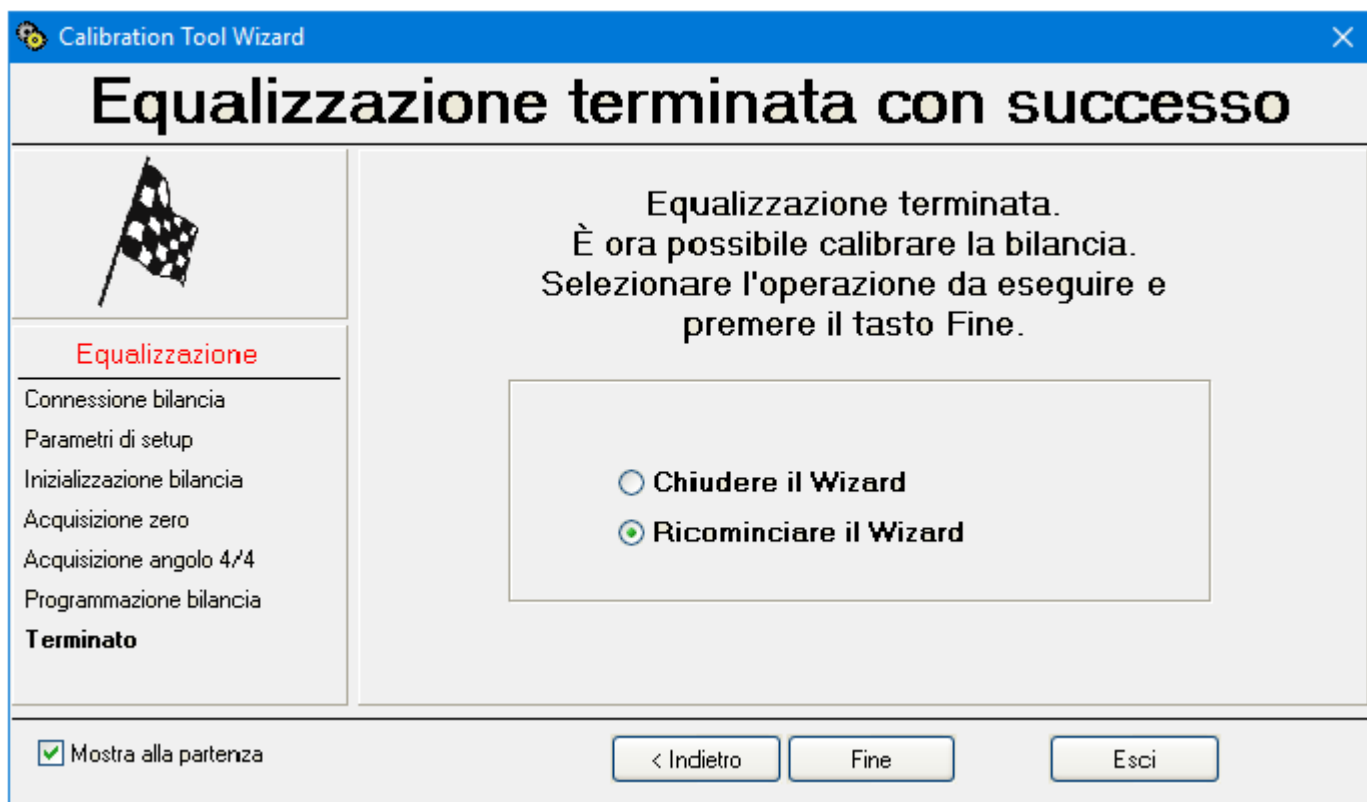 Calibration Tool Wizard
Equalizzazione terminata con successo
Equalizzazione terminata.
È ora possibile calibrare la bilancia.
Selezionare l'operazione da eseguire e
premere il tasto Fine.
Equalizzazione
Connessione bilancia
Parametri di setup
Inizializzazione bilancia
Acquisizione zero
Acquisizione angolo 4/4
Programmazione bilancia
Terminato
Chiudere il Wizard
Ricominciare il Wizard
Mostra alla partenza
< Indietro
Fine
Esci